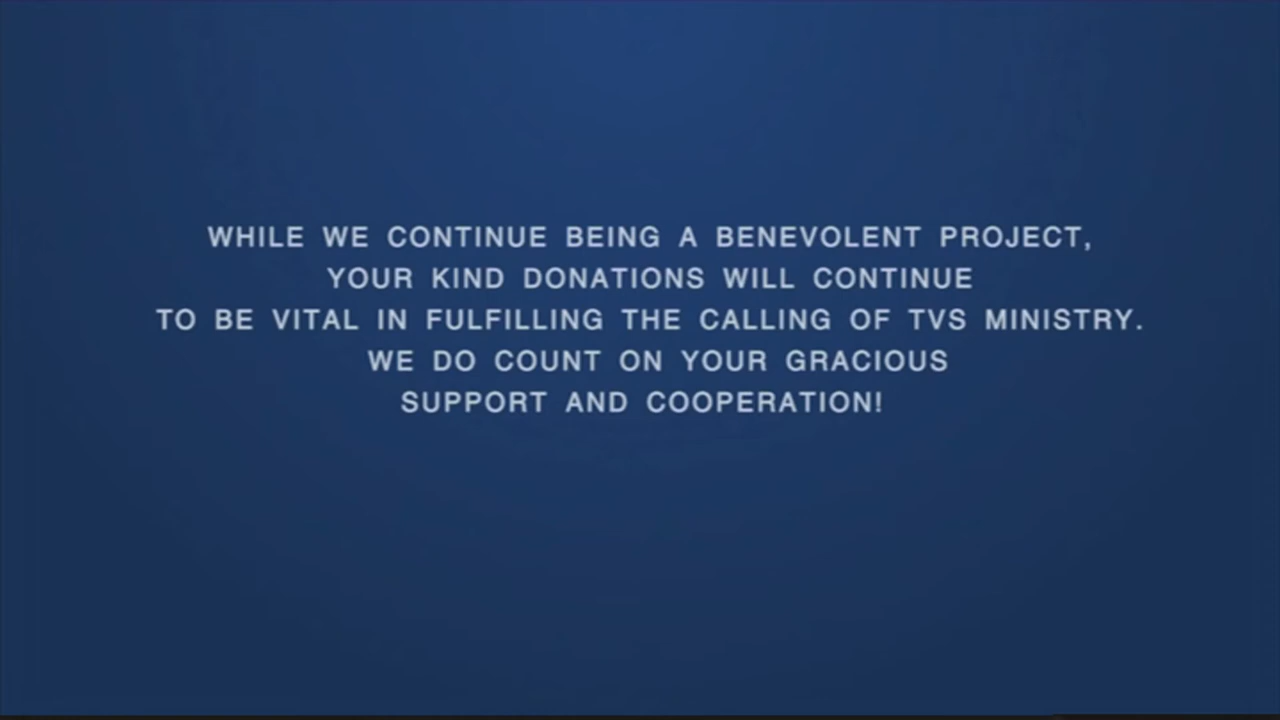 WHILE WE CONTINUE BEING A BENEVOLENT PROJECT,
YOUR KIND DONATIONS WILL CONTINUE
TO BE VITAL IN FULFILLING THE CALLING OF TVS MINISTRY.
WE DO COUNT ON YOUR GRACIOUS
SUPPORT AND COOPERATION!